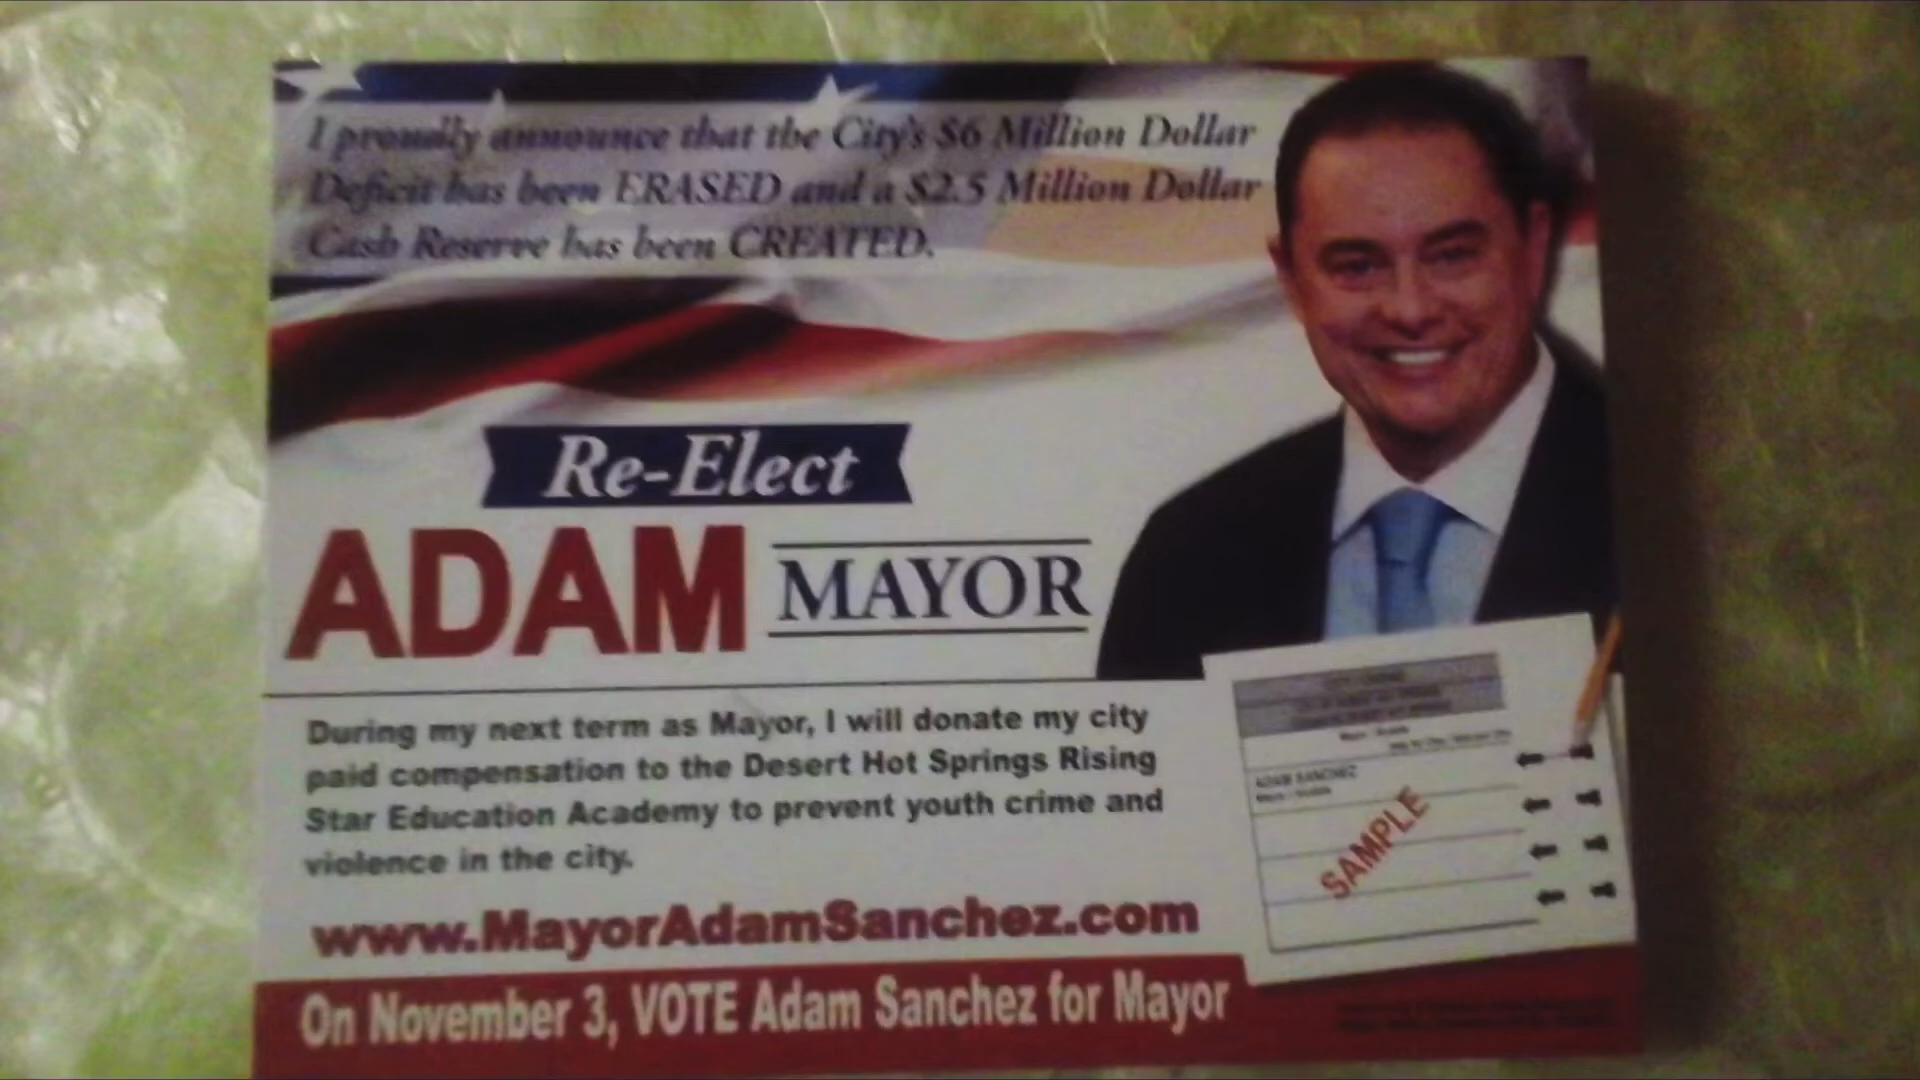 I proudly announce that the City's $6 Million Dollar
Deficit has been ERASED and a $2.5 Million Dollar
Cash Reserve has been CREATED.
Re-Elect
ADAM MAYOR
During my next term as Mayor, I will donate my city
paid compensation to the Desert Hot Springs Rising
Star Education Academy to prevent youth crime and
violence in the city.
www.MayorAdamSanchez.com
On November 3, VOTE Adam Sanchez for Mayor
ADAM SANCHEZ
SAMPLE